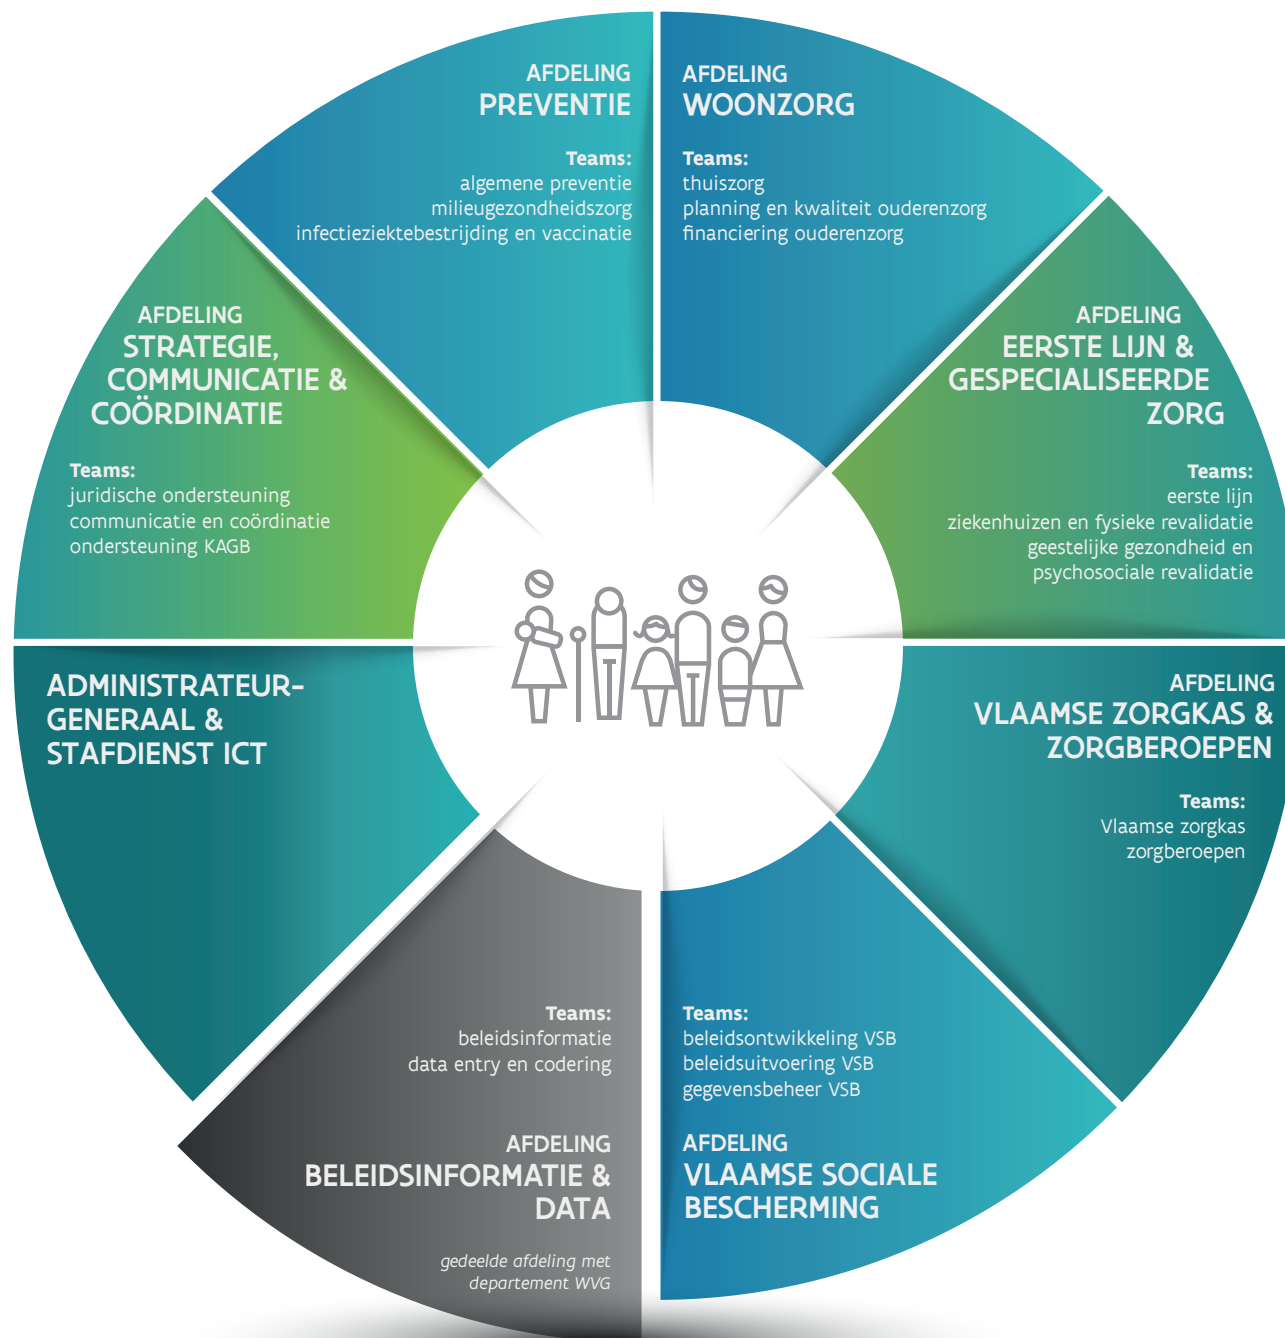 AFDELING
PREVENTIE
Teams:
algemene preventie
milieugezondheidszorg
infectieziektebestrijding en vaccinatie
AFDELING
WOONZORG
Teams:
thuiszorg
planning en kwaliteit ouderenzorg
financiering ouderenzorg
AFDELING
EERSTE LIJN &
GESPECIALISEERDE
ZORG
Teams:
eerste lijn
ziekenhuizen en fysieke revalidatie
geestelijke gezondheid en
psychosociale revalidatie
AFDELING
VLAAMSE ZORGKAS &
ZORGBEROEPEN
Teams:
Vlaamse zorgkas
zorgberoepen
Teams:
beleidsontwikkeling VSB
beleidsuitvoering VSB
gegevensbeheer VSB
AFDELING
VLAAMSE SOCIALE
BESCHERMING
Teams:
beleidsinformatie
data entry en codering
AFDELING
BELEIDSINFORMATIE &
DATA
gedeelde afdeling met
departement WVG
ADMINISTRATEUR-
GENERAAL &
STAFDIENST ICT
AFDELING
STRATEGIE,
COMMUNICATIE &
COÖRDINATIE
Teams:
juridische ondersteuning
communicatie en coördinatie
ondersteuning KAGB